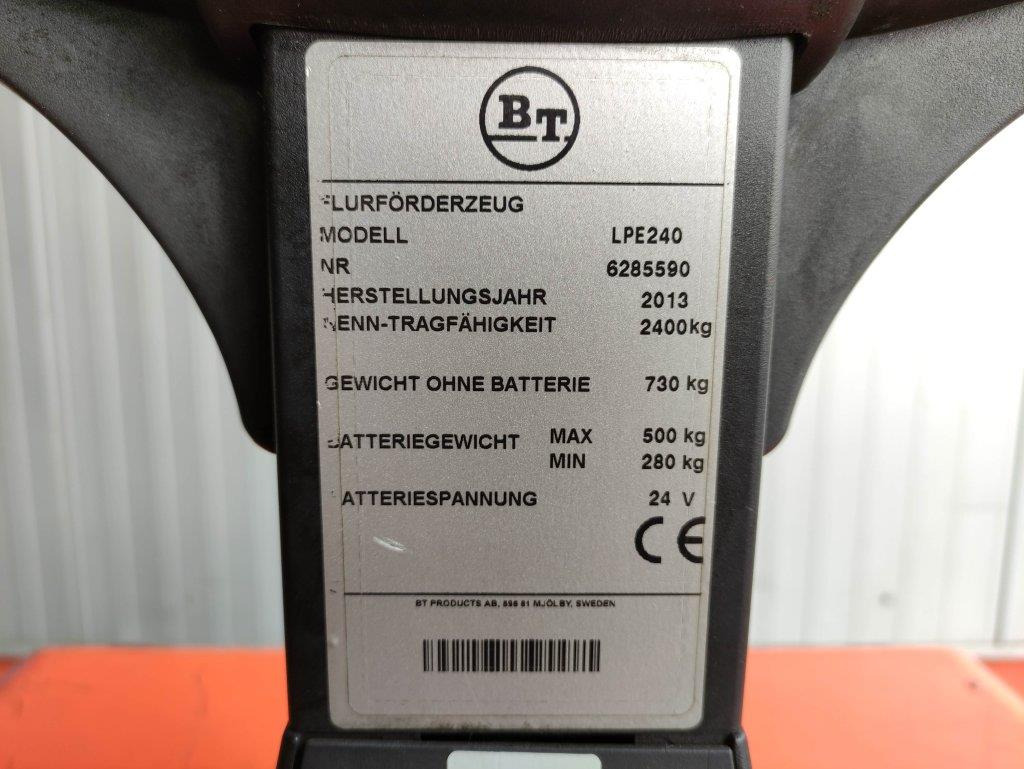 BT
FLURFÖRDERZEUG
MODELL LPE240
NR 6285590
HERSTELLUNGSJAHR 2013
NENN-TRAGFÄHIGKEIT 2400kg
GEWICHT OHNE BATTERIE 730 kg
BATTERIEGEWICHT MAX 500 kg
MIN 280 kg
BATTERIESPANNUNG 24 V
CE
BT PRODUCTS AB, 596 81 MJÖLBY, SWEDEN